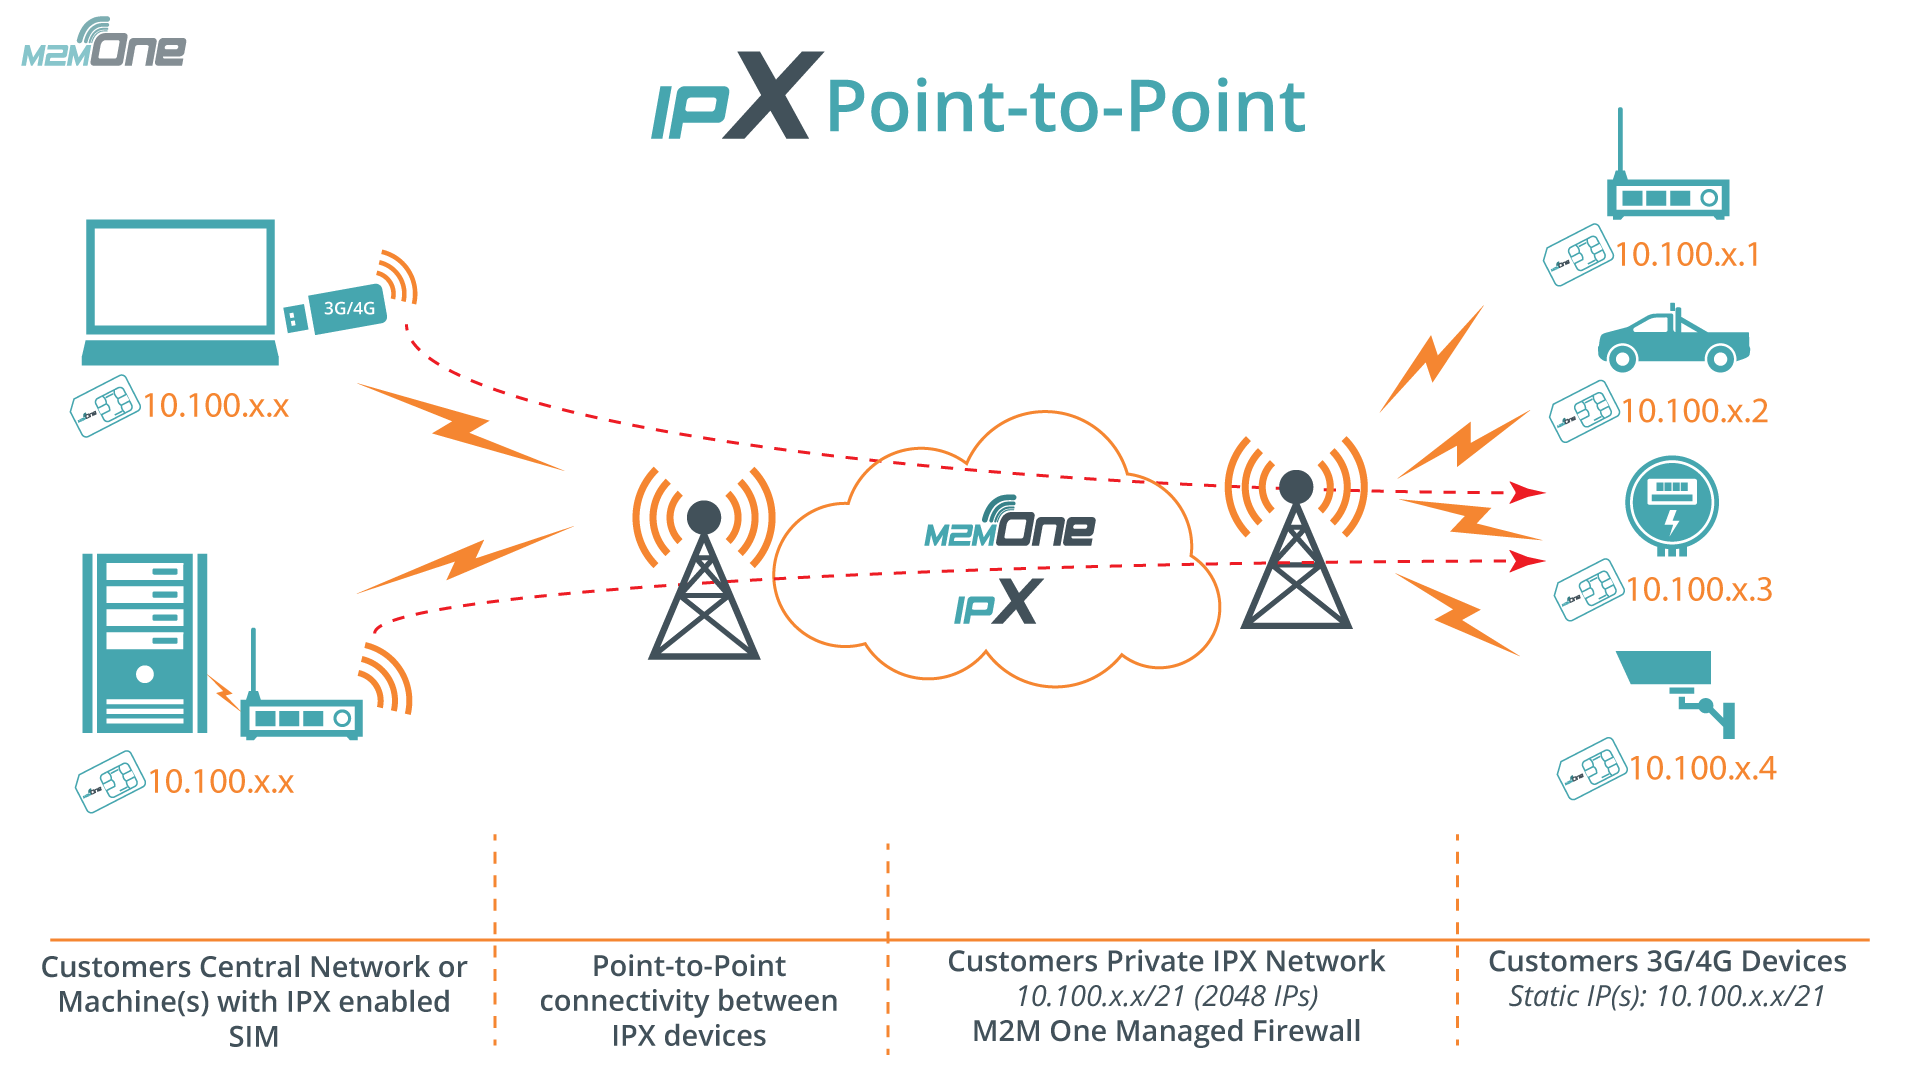 M2MOne
IPX Point-to-Point
3G/4G
10.100.x.x
10.100.x.x
M2MOne
IPX
10.100.x.1
10.100.x.2
10.100.x.3
10.100.x.4
Customers Central Network or
Machine(s) with IPX enabled
SIM
Point-to-Point
connectivity between
IPX devices
Customers Private IPX Network
10.100.x.x/21 (2048 IPs)
M2M One Managed Firewall
Customers 3G/4G Devices
Static IP(s): 10.100.x.x/21